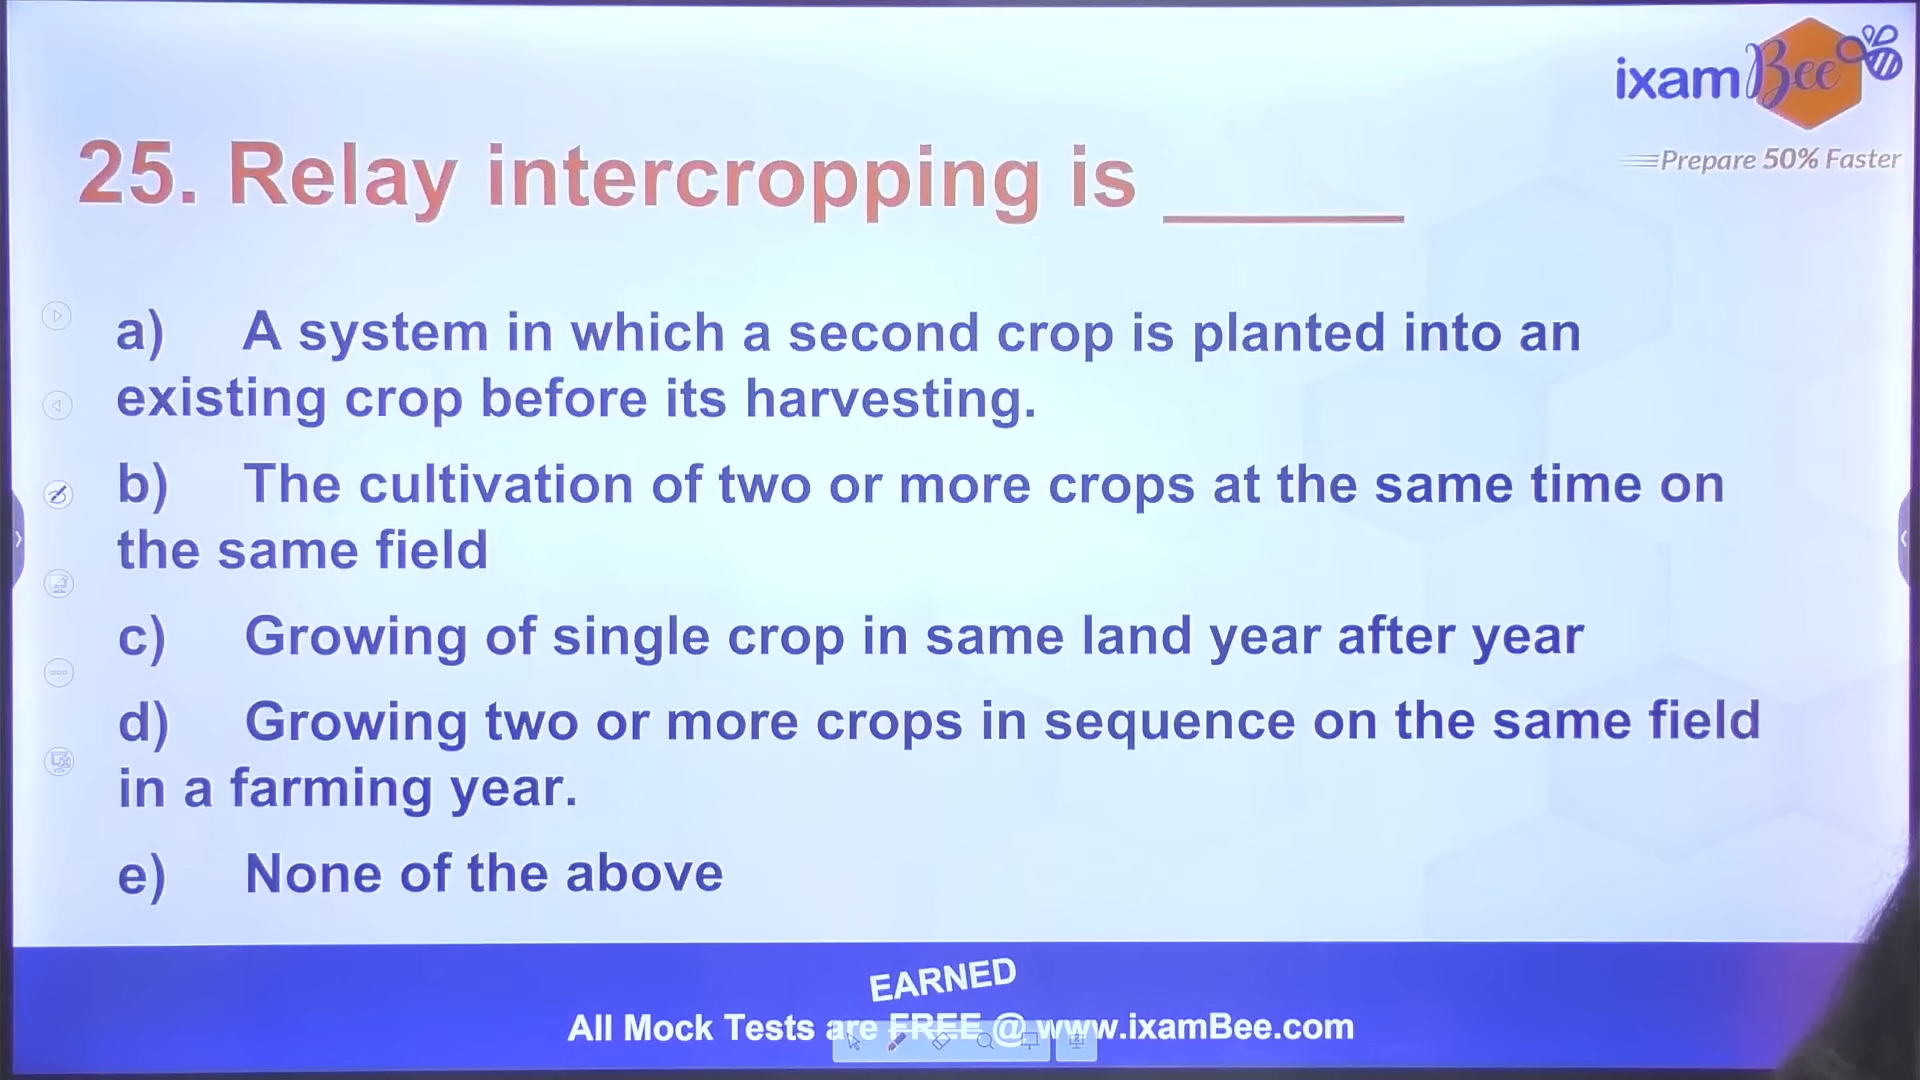 ixamBee
Prepare 50% Faster
25. Relay intercropping is ______
a) A system in which a second crop is planted into an
existing crop before its harvesting.
b) The cultivation of two or more crops at the same time on
the same field
c) Growing of single crop in same land year after year
d) Growing two or more crops in sequence on the same field
in a farming year.
e) None of the above
EARNED
All Mock Tests are FREE @ www.ixamBee.com